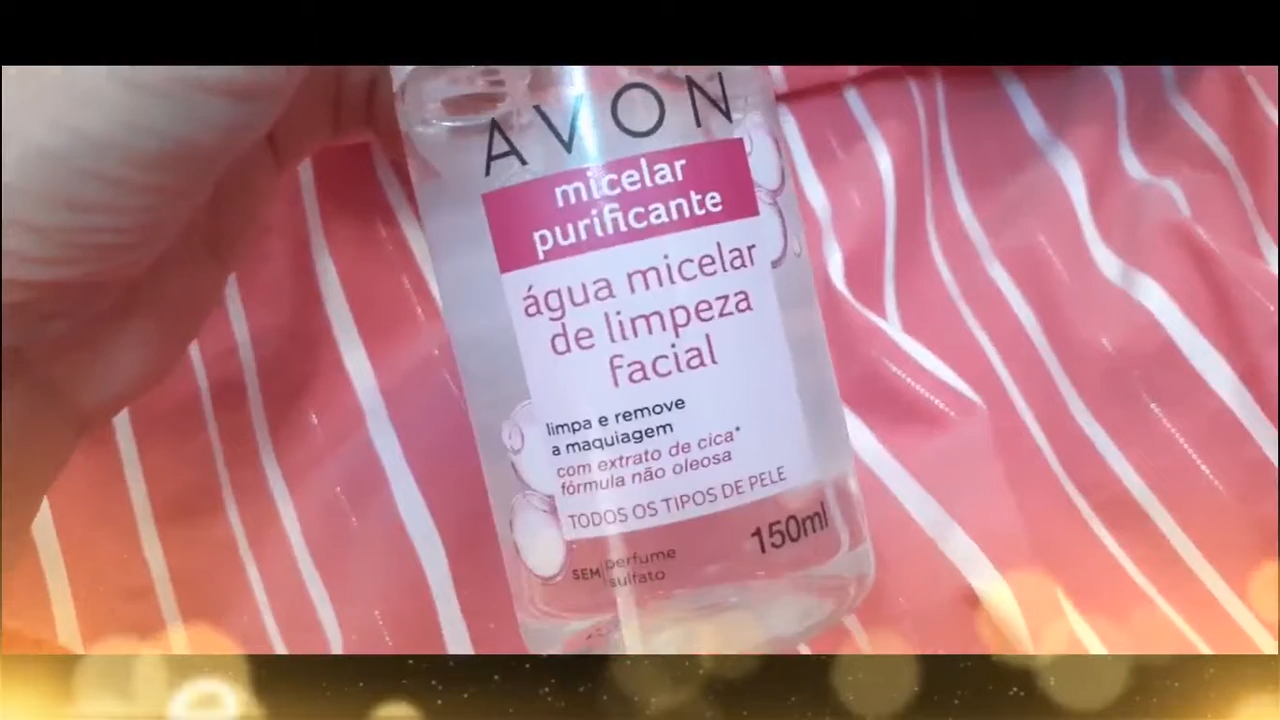 AVON
micelar
purificante
água micelar
de limpeza
facial
limpa e remove
a maquiagem
com extrato de cica*
fórmula não oleosa
TODOS OS TIPOS DE PELE
150ml
SEM perfume
sulfato